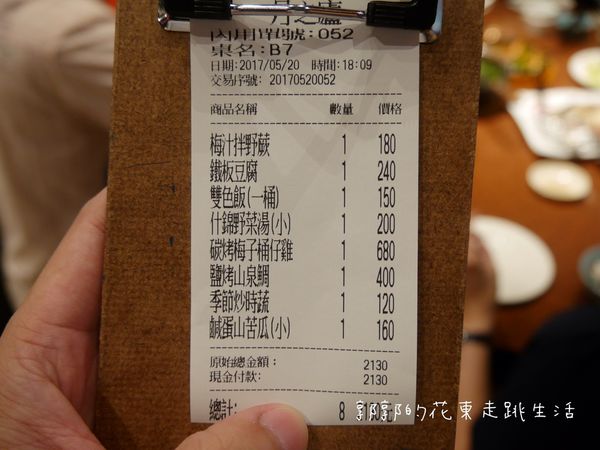 月之廬
內用單號:052
桌名:B7
日期:2017/05/20 時間:18:09
交易序號: 20170520052
商品名稱 數量 價格
梅汁拌野蕨 1 180
鐵板豆腐 1 240
雙色飯(一桶) 1 150
什錦野菜湯(小) 1 200
碳烤梅子桶仔雞 1 680
鹽烤山泉鯛 1 400
季節炒時蔬 1 120
鹹蛋山苦瓜(小) 1 160
原始總金額: 2130
現金付款: 2130
總計: 8
郭郭的花東走跳生活